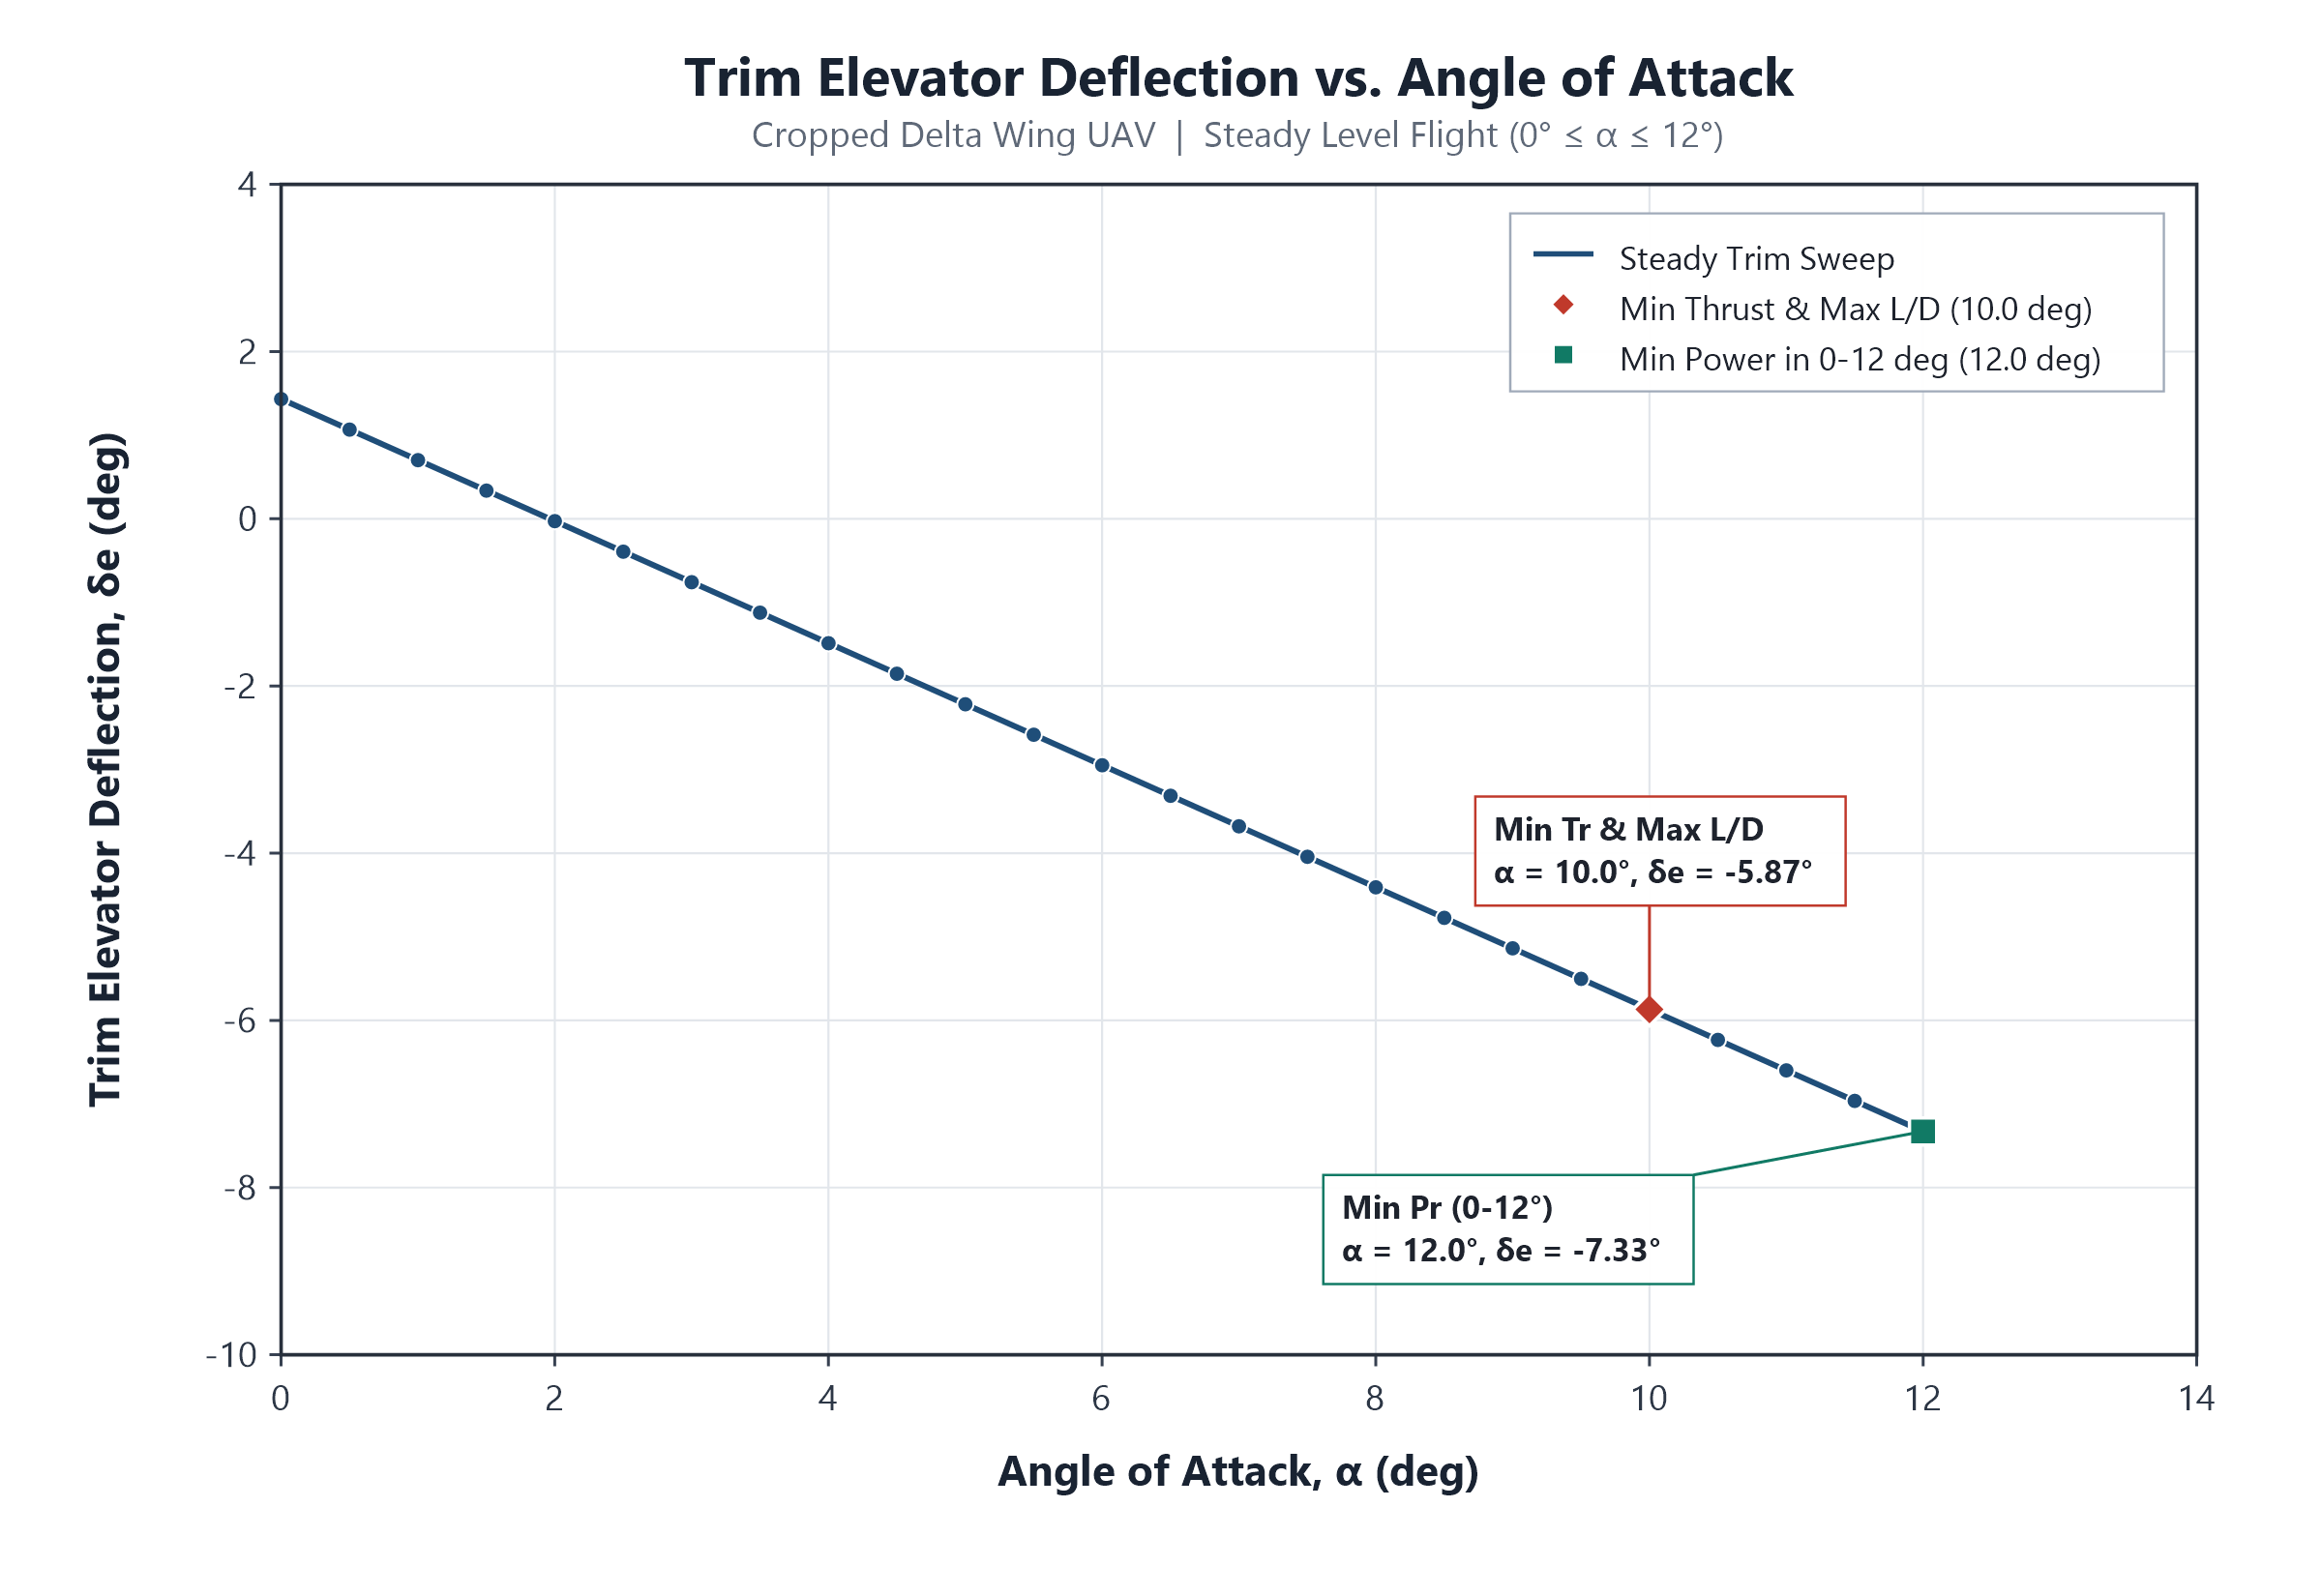 Trim Elevator Deflection vs. Angle of Attack
Cropped Delta Wing UAV | Steady Level Flight (0° ≤ α ≤ 12°)
Steady Trim Sweep
Min Thrust & Max L/D (10.0 deg)
Min Power in 0-12 deg (12.0 deg)
Trim Elevator Deflection, δe (deg)
4
2
0
-2
-4
-6
-8
-10
Min Tr & Max L/D
α = 10.0°, δe = -5.87°
Min Pr (0-12°)
α = 12.0°, δe = -7.33°
0
2
4
6
8
10
12
14
Angle of Attack, α (deg)